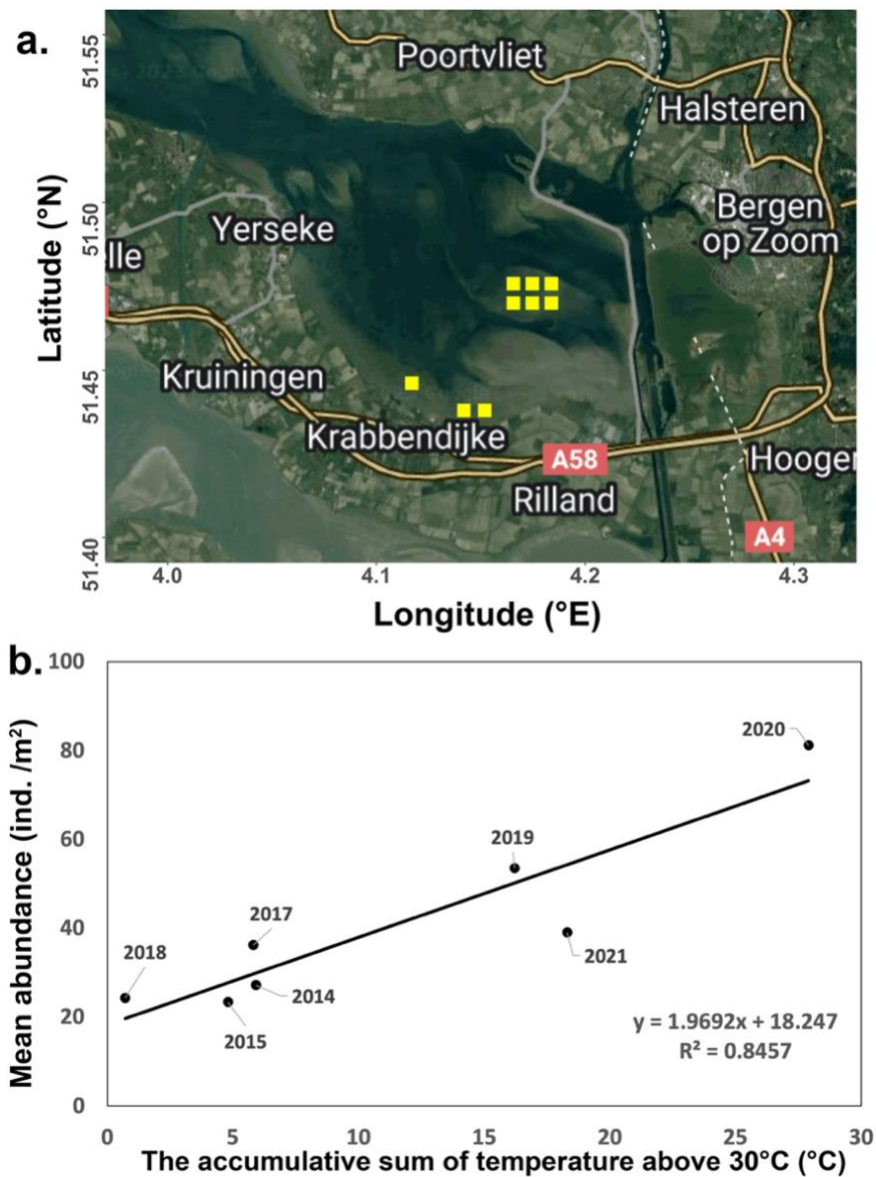 a.
51.55
51.50
51.45
51.40
Latitude (°N)
Poortvliet
Halsteren
Bergen
op Zoom
Yerseke
lle
Kruiningen
Krabbendijke
A58
Rilland
Hooger
A4
4.0
4.1
4.2
4.3
Longitude (°E)
b.
100
80
60
40
20
0
Mean abundance (ind. /m²)
2020
2019
2017
2018
2021
2014
2015
y = 1.9692x + 18.247
R² = 0.8457
0
5
10
15
20
25
30
The accumulative sum of temperature above 30°C (°C)